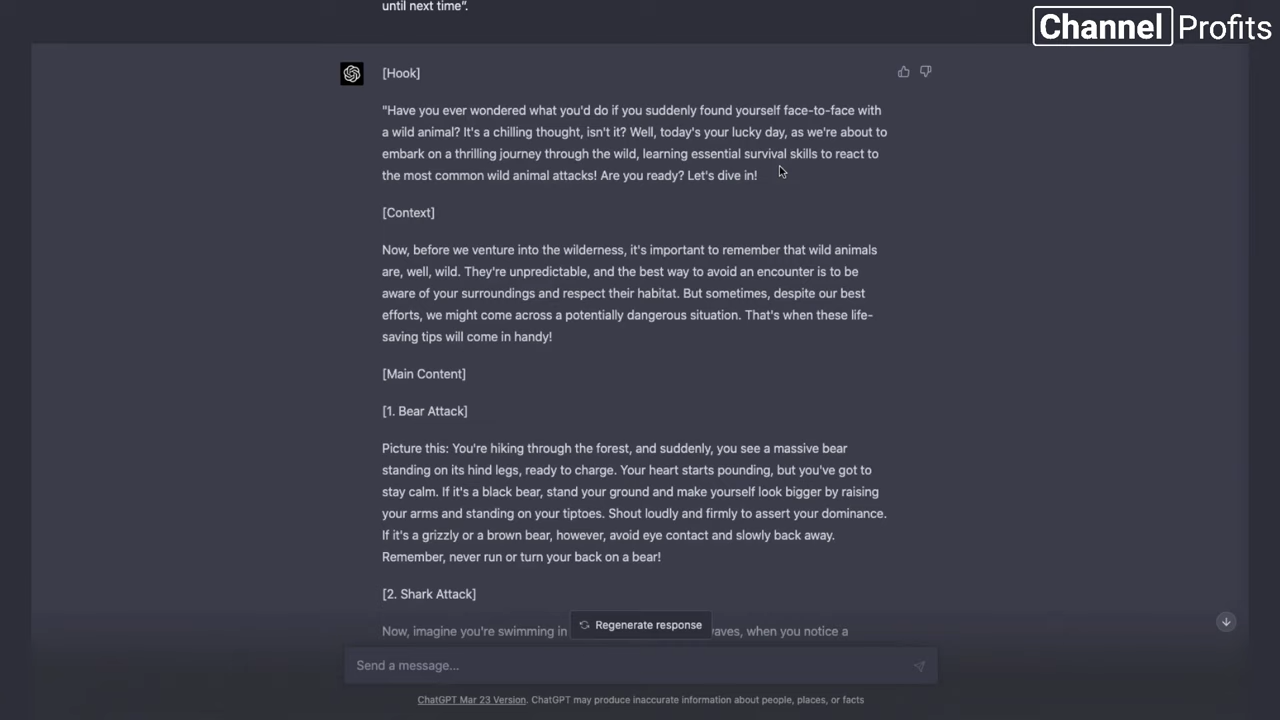 until next time".
Channel Profits
[Hook]
"Have you ever wondered what you'd do if you suddenly found yourself face-to-face with
a wild animal? It's a chilling thought, isn't it? Well, today's your lucky day, as we're about to
embark on a thrilling journey through the wild, learning essential survival skills to react to
the most common wild animal attacks! Are you ready? Let's dive in!
[Context]
Now, before we venture into the wilderness, it's important to remember that wild animals
are, well, wild. They're unpredictable, and the best way to avoid an encounter is to be
aware of your surroundings and respect their habitat. But sometimes, despite our best
efforts, we might come across a potentially dangerous situation. That's when these life-
saving tips will come in handy!
[Main Content]
[1. Bear Attack]
Picture this: You're hiking through the forest, and suddenly, you see a massive bear
standing on its hind legs, ready to charge. Your heart starts pounding, but you've got to
stay calm. If it's a black bear, stand your ground and make yourself look bigger by raising
your arms and standing on your tiptoes. Shout loudly and firmly to assert your dominance.
If it's a grizzly or a brown bear, however, avoid eye contact and slowly back away.
Remember, never run or turn your back on a bear!
[2. Shark Attack]
Regenerate response
Now, imagine you're swimming in waves, when you notice a
Send a message...
ChatGPT Mar 23 Version. ChatGPT may produce inaccurate information about people, places, or facts